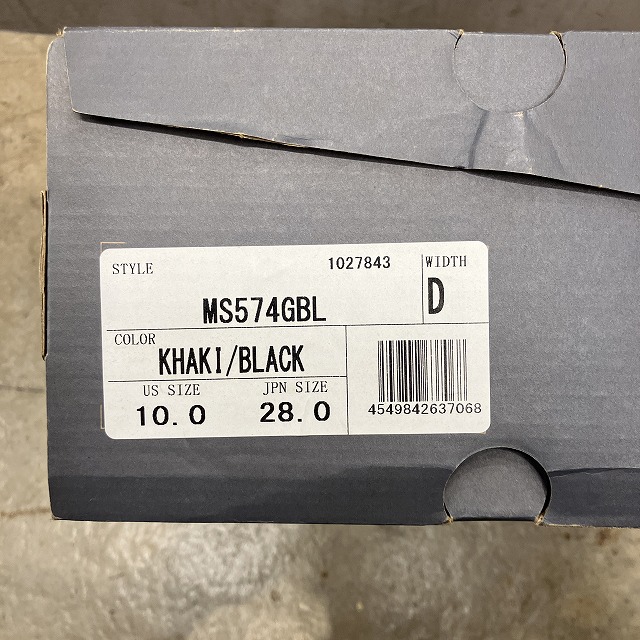 STYLE 1027843 WIDTH
MS574GBL D
COLOR
KHAKI/BLACK
US SIZE JPN SIZE
10.0 28.0
4549842637068